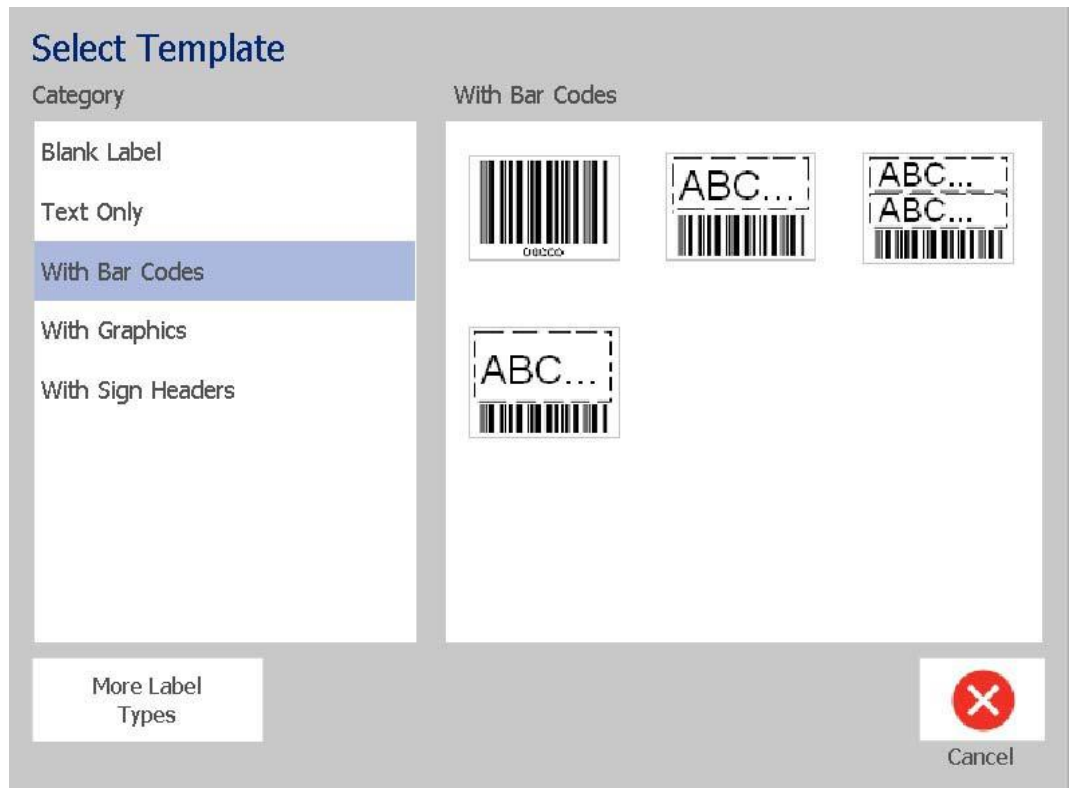 Select Template
Category
With Bar Codes
Blank Label
Text Only
With Bar Codes
With Graphics
With Sign Headers
ABC...
ABC...
ABC...
ABC...
More Label
Types
Cancel